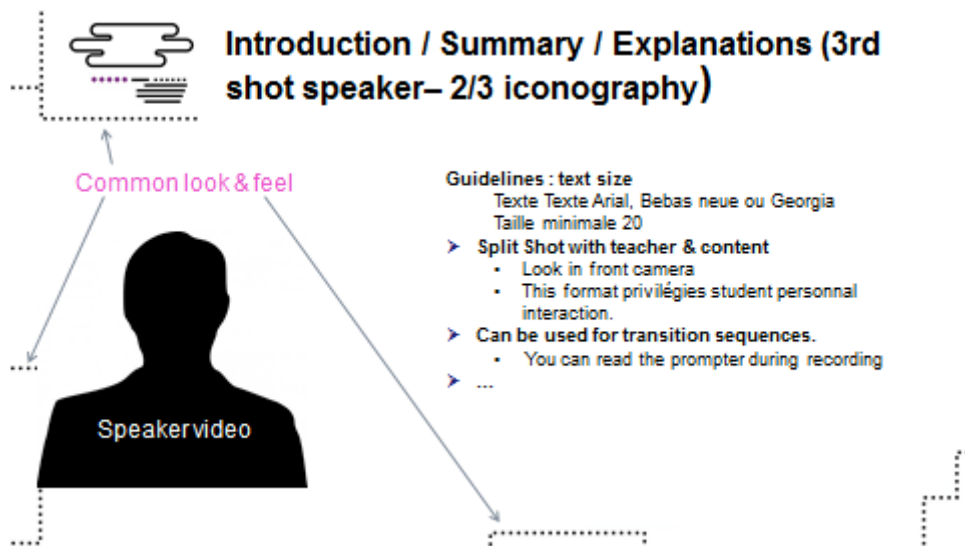 Introduction / Summary / Explanations (3rd
shot speaker– 2/3 iconography)
Common look & feel
Speaker video
Guidelines : text size
Texte Texte Arial, Bebas neue ou Georgia
Taille minimale 20
Split Shot with teacher & content
Look in front camera
This format privilégies student personnal
interaction.
Can be used for transition sequences.
You can read the prompter during recording
...